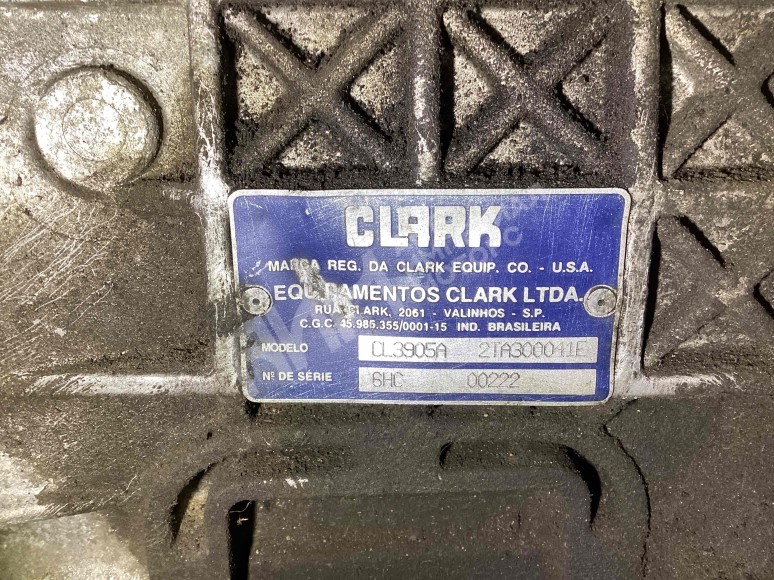 CLARK
MARCA REG. DA CLARK EQUIP. CO. - U.S.A.
EQUIPAMENTOS CLARK LTDA.
RUA CLARK, 2061 - VALINHOS - S.P.
C.G.C. 45.985.355/0001-15 IND. BRASILEIRA
MODELO CL3905A 2TA300041E
Nº DE SÉRIE 6HC 00222